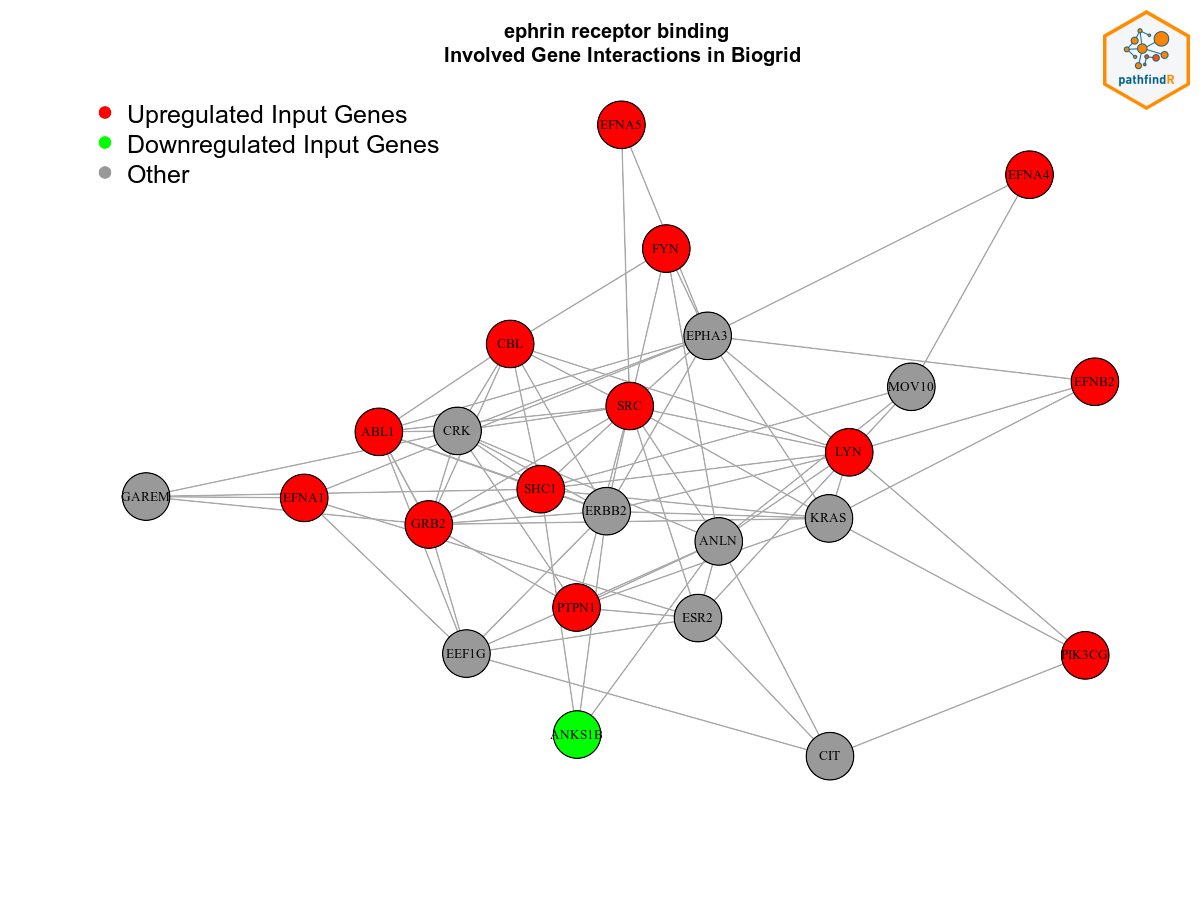 ephrin receptor binding
Involved Gene Interactions in Biogrid
pathfindR
Upregulated Input Genes
Downregulated Input Genes
Other
EFNA5
EFNA4
FYN
EPHA3
CBL
EFNB2
MOV10
SRC
ABL1
CRK
LYN
SHC1
GAREM
EFNA1
ERBB2
KRAS
GRB2
ANLN
PTPN1
ESR2
EEF1G
PIK3CG
ANKS1B
CIT